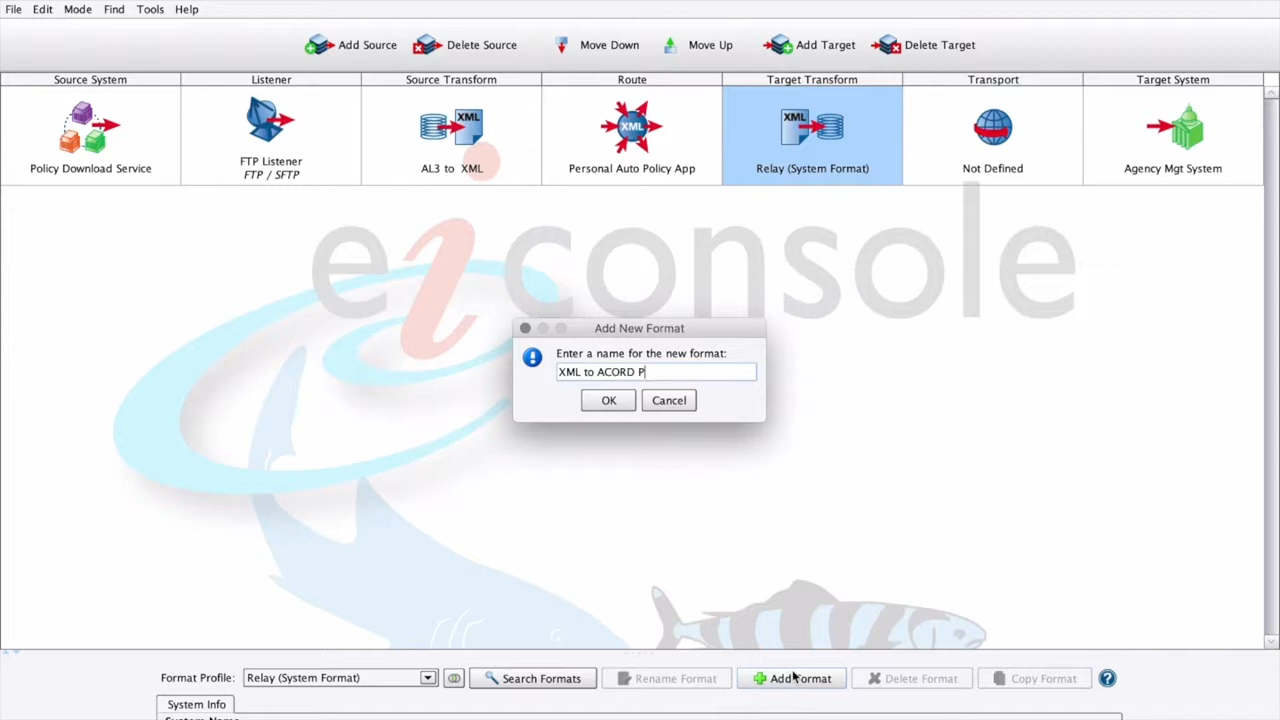 File Edit Mode Find Tools Help
Add Source Delete Source Move Down Move Up Add Target Delete Target
Source System Listener Source Transform Route Target Transform Transport Target System
XML XML XML
Policy Download Service FTP Listener AL3 to XML Personal Auto Policy App Relay (System Format) Not Defined Agency Mgt System
FTP / SFTP
eiconsole
Add New Format
Enter a name for the new format:
XML to ACORD P
OK Cancel
Format Profile: Relay (System Format) Search Formats Rename Format Add Format Delete Format Copy Format ?
System Info
System Name